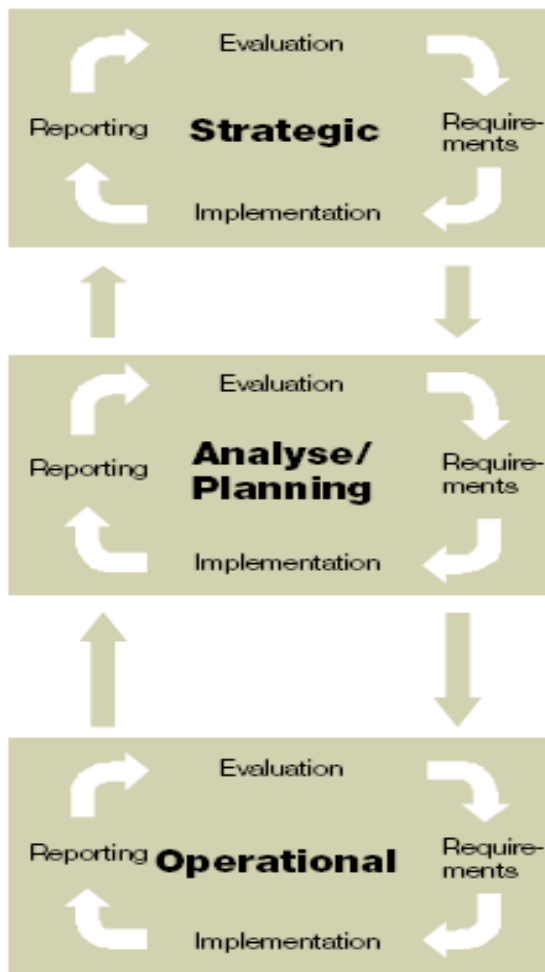 Evaluation
Reporting
Strategic
Require-
ments
Implementation
Evaluation
Reporting
Analyse/
Planning
Require-
ments
Implementation
Evaluation
Reporting
Operational
Require-
ments
Implementation